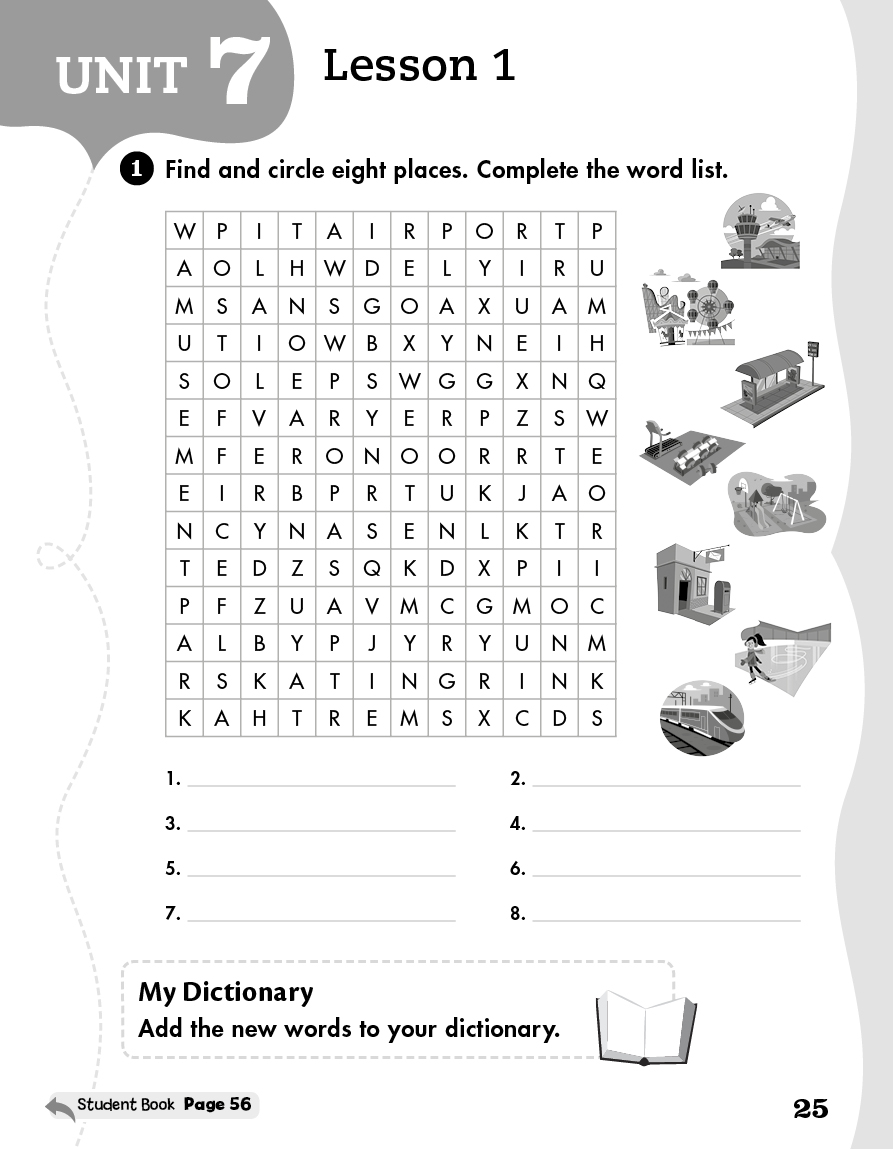 UNIT 7 Lesson 1
1 Find and circle eight places. Complete the word list.
W P I T A I R P O R T P
A O L H W D E L Y I R U
M S A N S G O A X U A M
U T I O W B X Y N E I H
S O L E P S W G G X N Q
E F V A R Y E R P Z S W
M F E R O N O O R R T E
E I R B P R T U K J A O
N C Y N A S E N L K T R
T E D Z S Q K D X P I I
P F Z U A V M C G M O C
A L B Y P J Y R Y U N M
R S K A T I N G R I N K
K A H T R E M S X C D S
1. 2.
3. 4.
5. 6.
7. 8.
My Dictionary
Add the new words to your dictionary.
Student Book Page 56
25